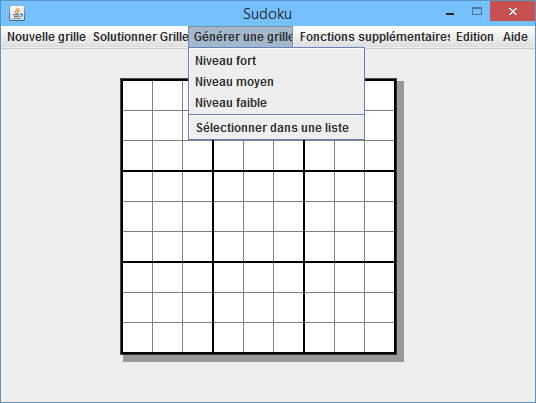 Sudoku
Nouvelle grille Solutionner Grille Générer une grille Fonctions supplémentaires Edition Aide
Niveau fort
Niveau moyen
Niveau faible
Sélectionner dans une liste